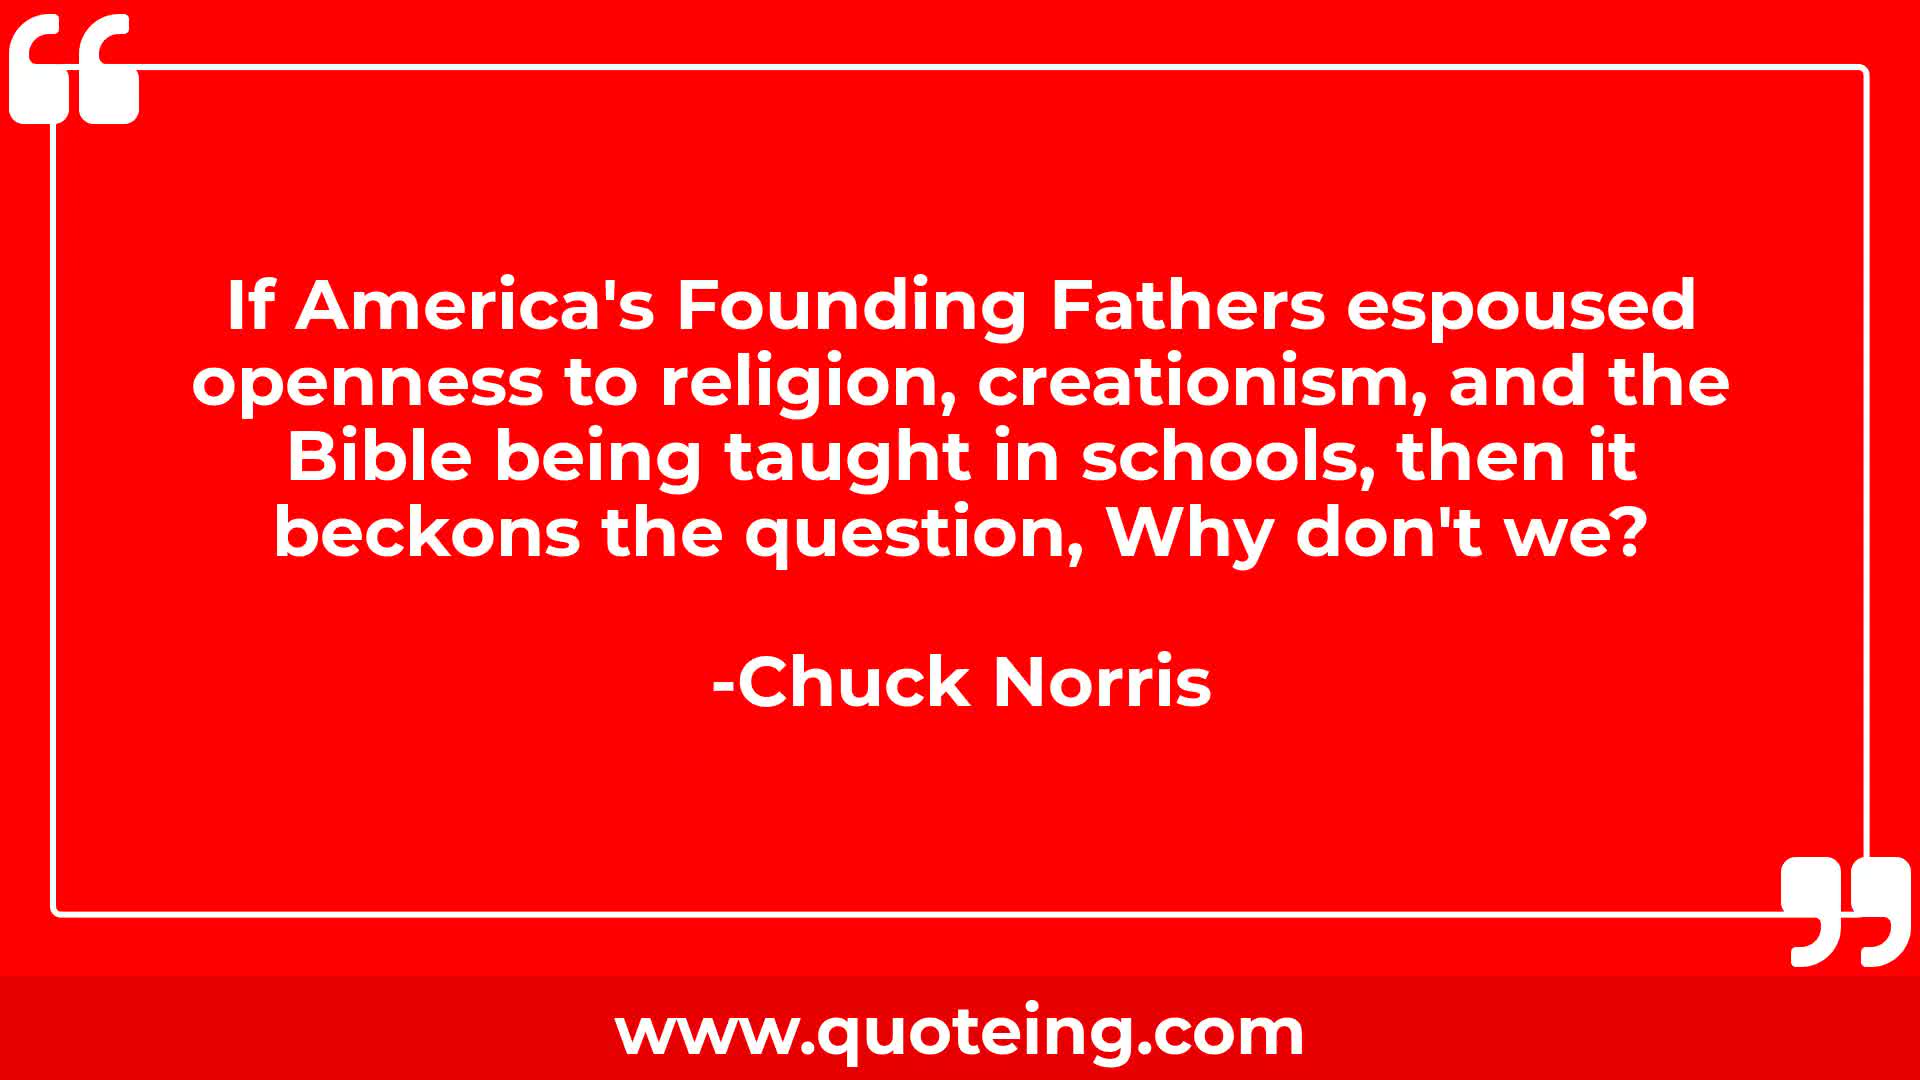 If America's Founding Fathers espoused
openness to religion, creationism, and the
Bible being taught in schools, then it
beckons the question, Why don't we?
-Chuck Norris
www.quoteing.com